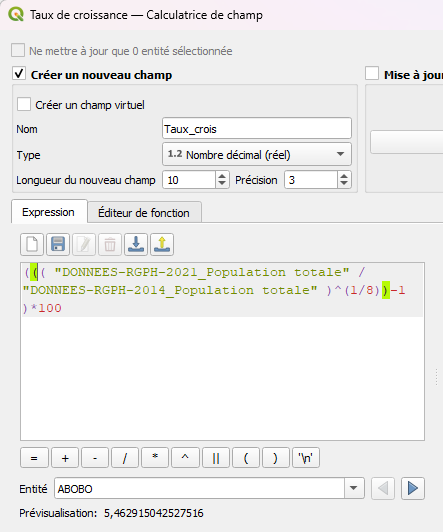 Taux de croissance — Calculatrice de champ
Ne mettre à jour que 0 entité sélectionnée
Créer un nouveau champ
Mise à jou
Créer un champ virtuel
Nom Taux_crois
Type 1.2 Nombre décimal (réel)
Longueur du nouveau champ 10 Précision 3
Expression Éditeur de fonction
((( "DONNEES-RGPH-2021_Population totale" /
"DONNEES-RGPH-2014_Population totale" )^(1/8))-1
)*100
= + - / * ^ || ( ) '\n'
Entité ABOBO
Prévisualisation: 5,462915042527516